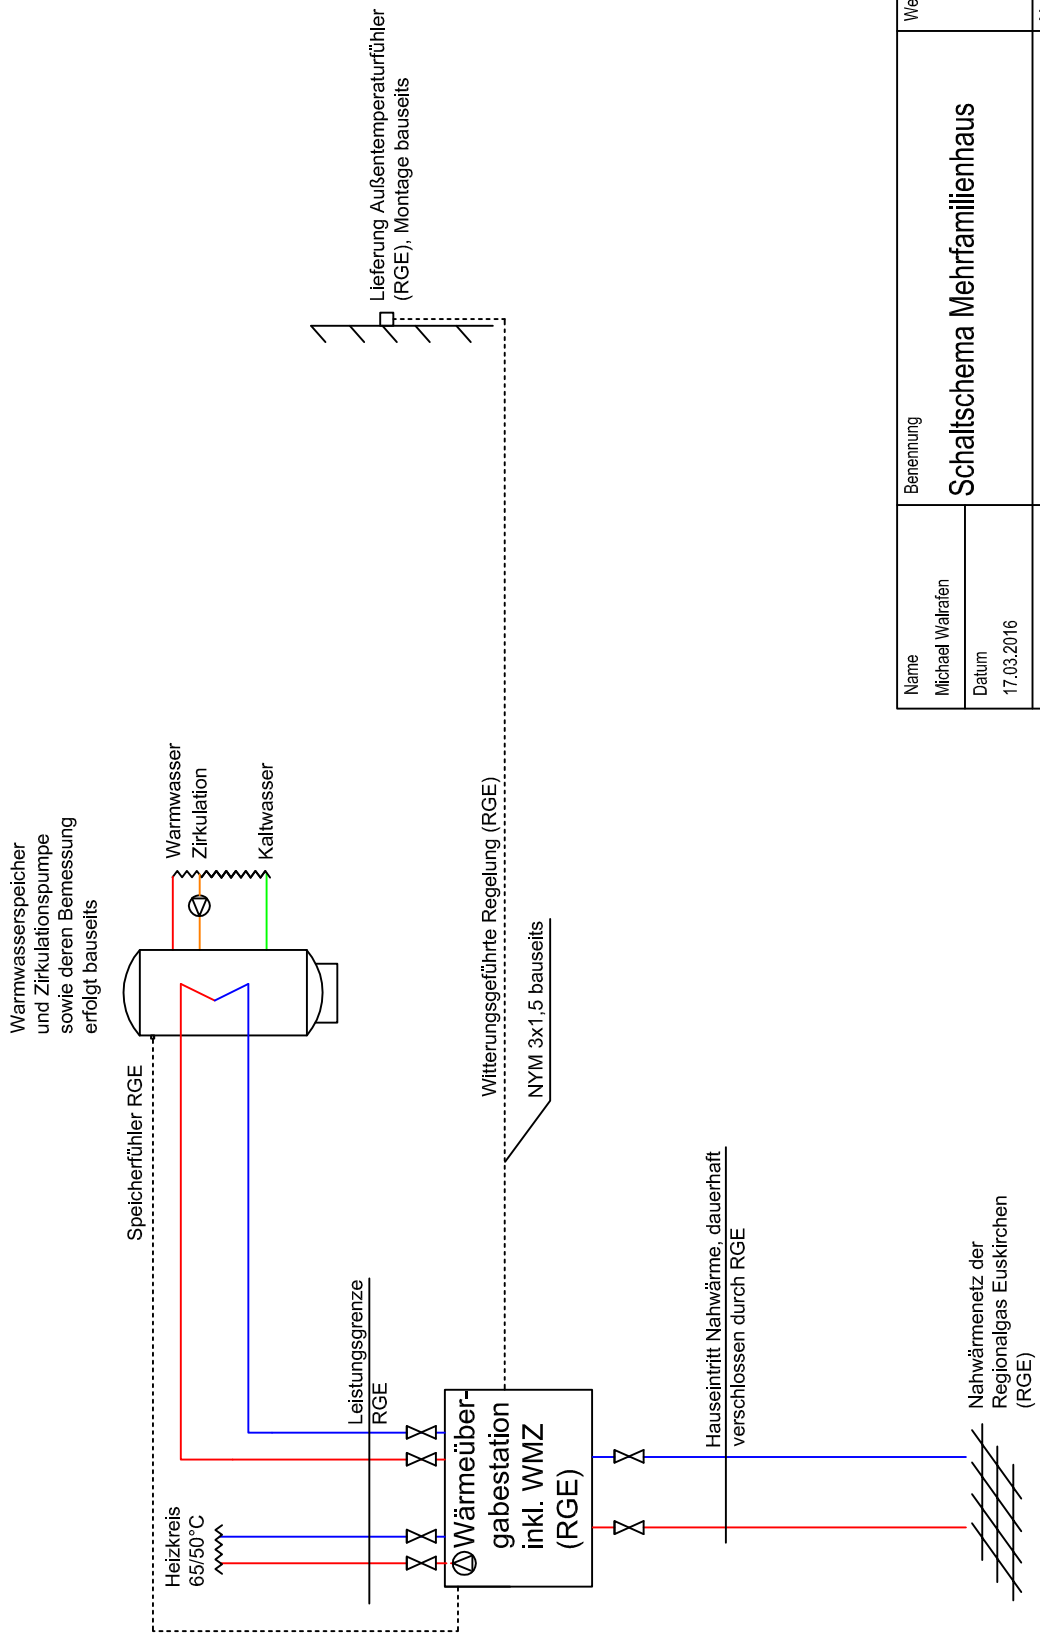 Warmwasserspeicher
und Zirkulationspumpe
sowie deren Bemessung
erfolgt bauseits
Warmwasser
Zirkulation
Kaltwasser
Speicherfühler RGE
Lieferung Außentemperaturfühler
(RGE), Montage bauseits
Witterungsgeführte Regelung (RGE)
NYM 3x1,5 bauseits
Heizkreis
65/50°C
Leistungsgrenze
RGE
Wärmeüber-
gabestation
inkl. WMZ
(RGE)
Hauseintritt Nahwärme, dauerhaft
verschlossen durch RGE
Nahwärmenetz der
Regionalgas Euskirchen
(RGE)
Name
Michael Walrafen
Datum
17.03.2016
Benennung
Schaltschema Mehrfamilienhaus
We